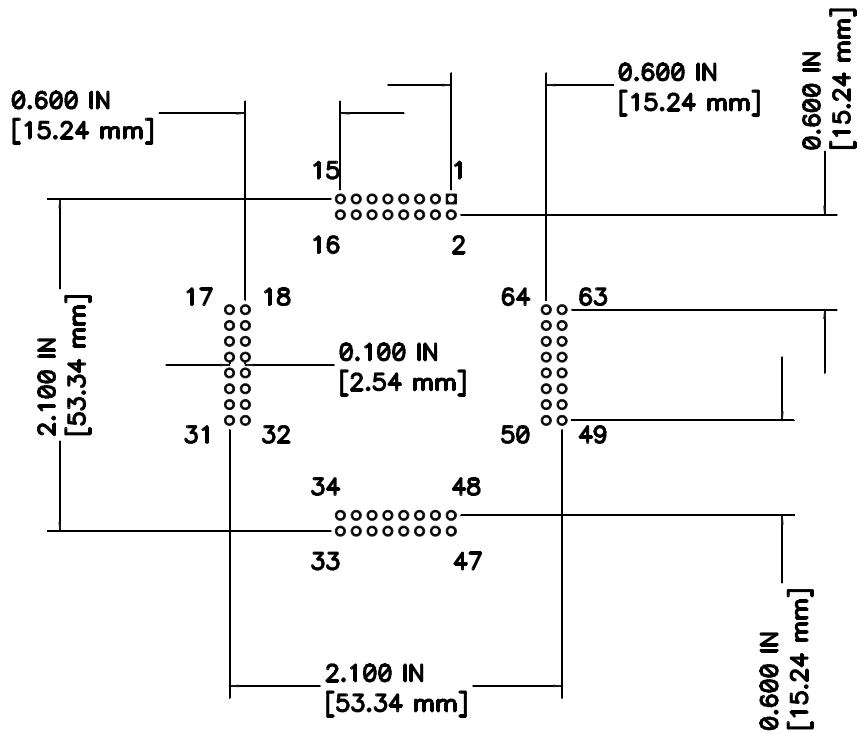 0.600 IN
[15.24 mm]
0.600 IN
[15.24 mm]
0.600 IN
[15.24 mm]
15 1
16 2
17 18 64 63
2.100 IN
[53.34 mm]
0.100 IN
[2.54 mm]
31 32 50 49
34 48
33 47
2.100 IN
[53.34 mm]
0.600 IN
[15.24 mm]